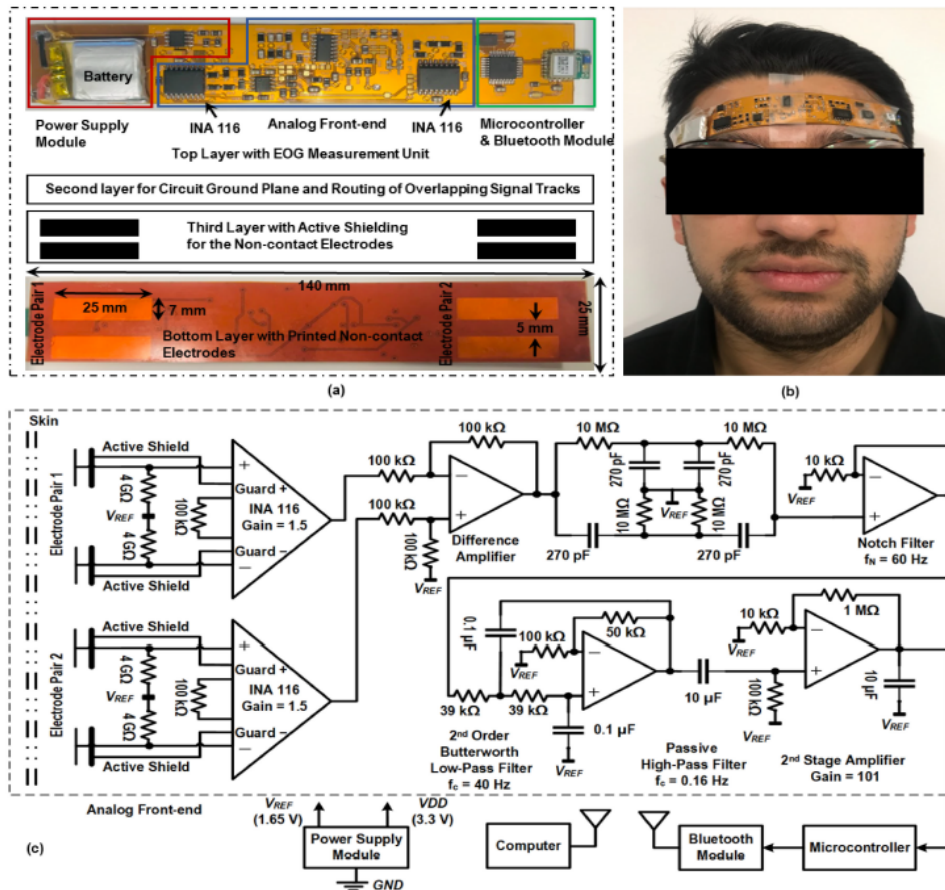 Battery
INA 116
Analog Front-end
INA 116
Power Supply
Module
Microcontroller
& Bluetooth Module
Top Layer with EOG Measurement Unit
Second layer for Circuit Ground Plane and Routing of Overlapping Signal Tracks
Third Layer with Active Shielding
for the Non-contact Electrodes
140 mm
Electrode Pair 1
25 mm
7 mm
Electrode Pair 2
5 mm
25 mm
Bottom Layer with Printed Non-contact
Electrodes
(a)
(b)
Skin
Electrode Pair 1
Active Shield
4 GΩ
VREF
4 GΩ
100 kΩ
+
Guard +
INA 116
Gain = 1.5
Guard –
–
Active Shield
Electrode Pair 2
Active Shield
4 GΩ
VREF
4 GΩ
100 kΩ
+
Guard +
INA 116
Gain = 1.5
Guard –
–
Active Shield
Analog Front-end
100 kΩ
100 kΩ
100 kΩ
100 kΩ
VREF
–
+
Difference
Amplifier
10 MΩ
10 MΩ
270 pF
270 pF
VREF
10 MΩ
10 MΩ
270 pF
270 pF
10 kΩ
VREF
–
+
Notch Filter
fN = 60 Hz
0.1 µF
100 kΩ
50 kΩ
VREF
–
+
39 kΩ
39 kΩ
0.1 µF
VREF
2nd Order
Butterworth
Low-Pass Filter
fc = 40 Hz
10 µF
100 kΩ
VREF
Passive
High-Pass Filter
fc = 0.16 Hz
10 kΩ
1 MΩ
VREF
–
+
10 µF
VREF
2nd Stage Amplifier
Gain = 101
(c)
VREF
(1.65 V)
VDD
(3.3 V)
Power Supply
Module
GND
Computer
Bluetooth
Module
Microcontroller